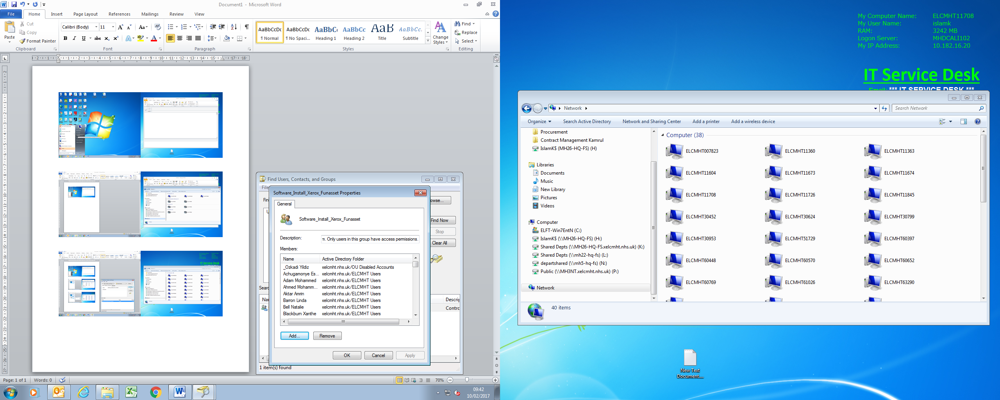 Document1 - Microsoft Word
File Home Insert Page Layout References Mailings Review View
Paste Cut Copy Format Painter
Clipboard
Calibri (Body) 11
Font
Paragraph
AaBbCcDc AaBbCcDc AaBbC AaBbCc AaB AaBbCc.
¶ Normal ¶ No Spaci... Heading 1 Heading 2 Title Subtitle
Change Styles
Styles
Find
Replace
Select
Editing
Find Users, Contacts, and Groups
File
Software_Install_Xerox_Funasset Properties
General
Software_Install_Xerox_Funasset
Description: n. Only users in this group have access permissions.
Members:
Name Active Directory Folder
_Ozkadi Yildiz xelcmht.nhs.uk/OU Disabled Accounts
Achugamonye Es... xelcmht.nhs.uk/ELCMHT Users
Adam Mohammed xelcmht.nhs.uk/ELCMHT Users
Ahmed Mohamm... xelcmht.nhs.uk/ELCMHT Users
Aktar Amrin xelcmht.nhs.uk/ELCMHT Users
Barron Linda xelcmht.nhs.uk/ELCMHT Users
Bell Natalie xelcmht.nhs.uk/ELCMHT Users
Blackburn Xanthe xelcmht.nhs.uk/ELCMHT Users
Add... Remove
OK Cancel Apply
owse...
Find Now
Stop
Clear All
Searc
Nar Descrip
Contro
1 item(s) found
Page: 1 of 1 Words: 0
70%
09:42
10/02/2017
My Computer Name: ELCMHT11708
My User Name: islamk
RAM: 3242 MB
Logon Server: MHDCALI102
My IP Address: 10.182.16.20
IT Service Desk
Email: *** IT SERVICE DESK ***
Network
Search Network
Organize Search Active Directory Network and Sharing Center Add a printer Add a wireless device
Procurement
Contract Management Kamrul
IslamK$ (MH26-HQ-FS) (H)
Libraries
Documents
Music
New Library
Pictures
Videos
Computer
ELFT-Win7EntN (C:)
IslamK$ (\\MH26-HQ-FS) (H:)
Shared Depts (\\MH26-HQ-FS.xelcmht.nhs.uk) (K:)
Shared Depts (\\mh22-hq-fs) (L:)
departshared (\\mh5-hq-fs) (N:)
Public (\\MH3NT.xelcmht.nhs.uk) (P:)
Network
Computer (38)
ELCMHT007823 ELCMHT11360 ELCMHT11363
ELCMHT11604 ELCMHT11673 ELCMHT11674
ELCMHT11708 ELCMHT11726 ELCMHT11845
ELCMHT30452 ELCMHT30624 ELCMHT30799
ELCMHT30953 ELCMHT51729 ELCMHT60397
ELCMHT60448 ELCMHT60570 ELCMHT60652
ELCMHT60769 ELCMHT61026 ELCMHT63290
40 items
New Text
Document....